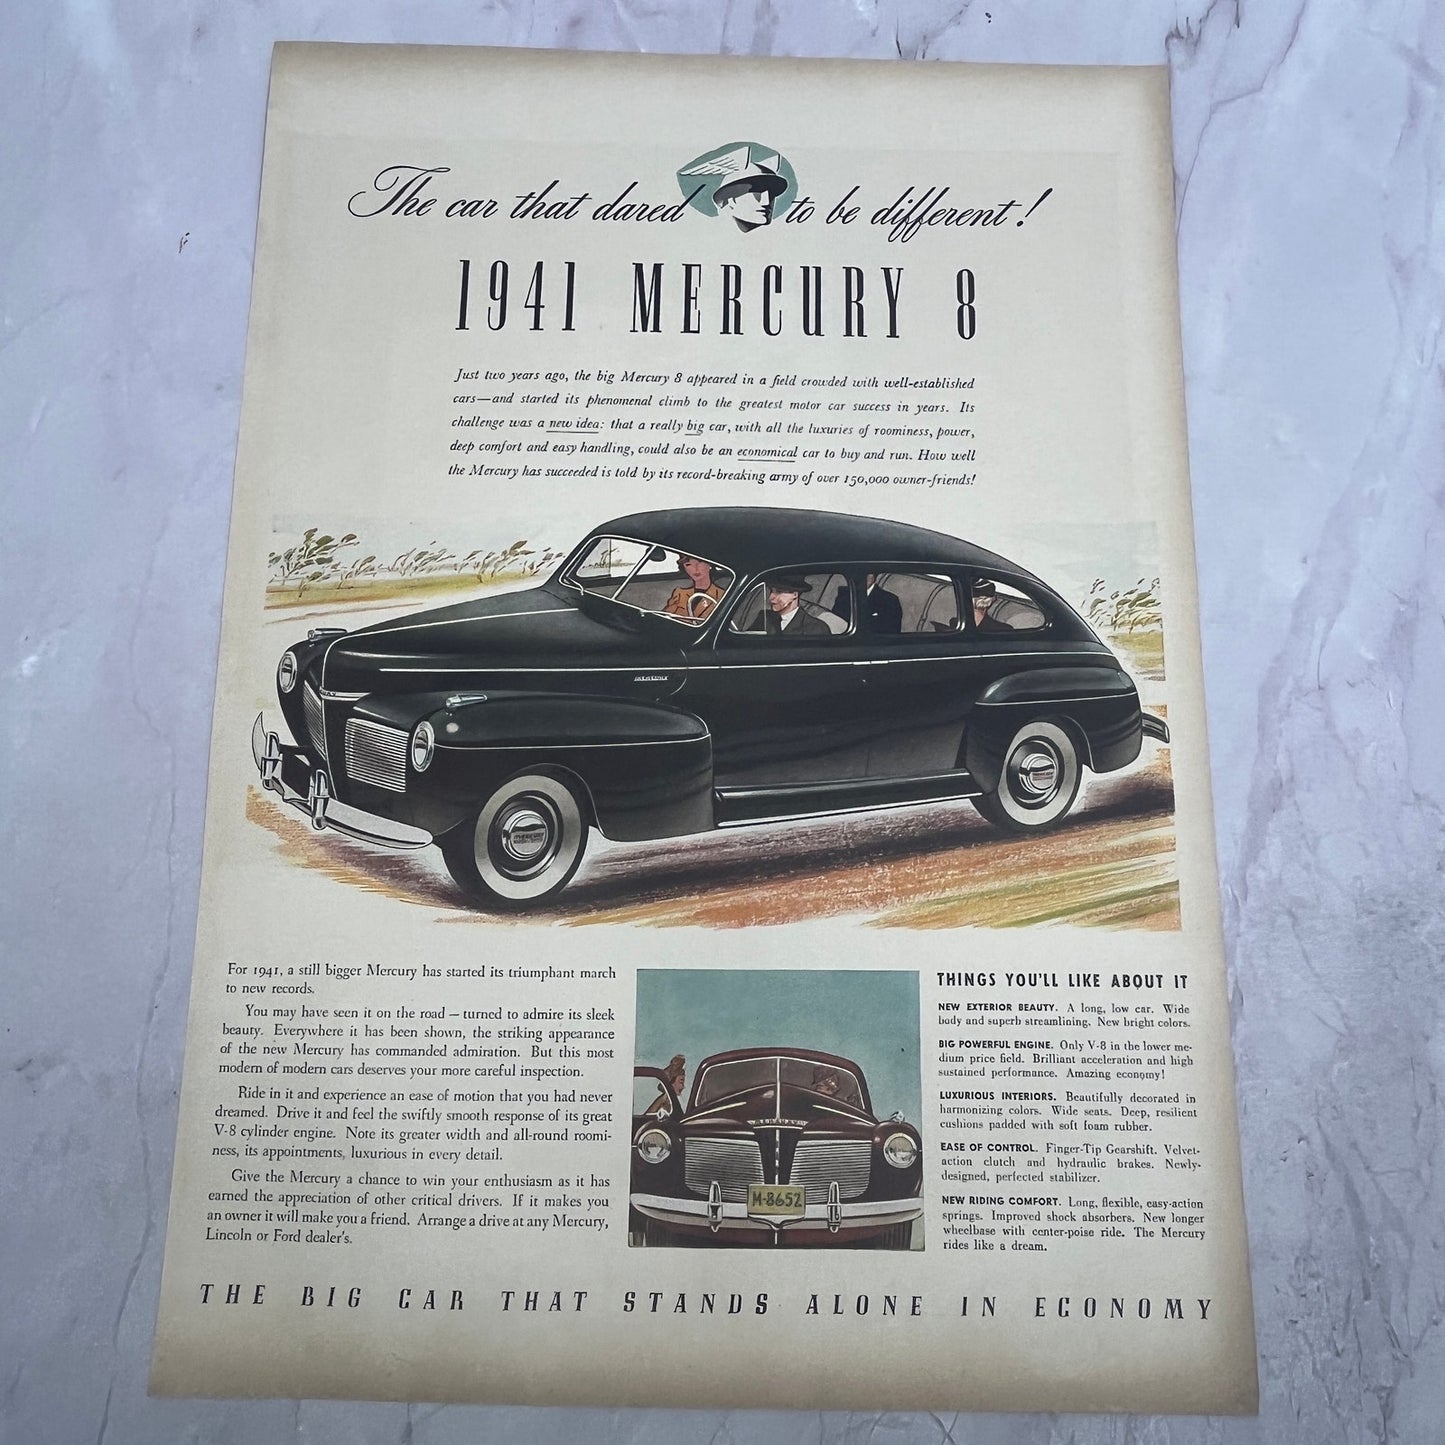 The car that dared to be different!
1941 MERCURY 8
Just two years ago, the big Mercury 8 appeared in a field crowded with well-established
cars—and started its phenomenal climb to the greatest motor car success in years. Its
challenge was a new idea: that a really big car, with all the luxuries of roominess, power,
deep comfort and easy handling, could also be an economical car to buy and run. How well
the Mercury has succeeded is told by its record-breaking army of over 150,000 owner-friends!
For 1941, a still bigger Mercury has started its triumphant march
to new records.
You may have seen it on the road — turned to admire its sleek
beauty. Everywhere it has been shown, the striking appearance
of the new Mercury has commanded admiration. But this most
modern of modern cars deserves your more careful inspection.
Ride in it and experience an ease of motion that you had never
dreamed. Drive it and feel the swiftly smooth response of its great
V-8 cylinder engine. Note its greater width and all-round roomi-
ness, its appointments, luxurious in every detail.
Give the Mercury a chance to win your enthusiasm as it has
earned the appreciation of other critical drivers. If it makes you
an owner it will make you a friend. Arrange a drive at any Mercury,
Lincoln or Ford dealer's.
MERCURY
M-8652
THINGS YOU'LL LIKE ABOUT IT
NEW EXTERIOR BEAUTY. A long, low car. Wide
body and superb streamlining. New bright colors.
BIG POWERFUL ENGINE. Only V-8 in the lower me-
dium price field. Brilliant acceleration and high
sustained performance. Amazing economy!
LUXURIOUS INTERIORS. Beautifully decorated in
harmonizing colors. Wide seats. Deep, resilient
cushions padded with soft foam rubber.
EASE OF CONTROL. Finger-Tip Gearshift. Velvet-
action clutch and hydraulic brakes. Newly-
designed, perfected stabilizer.
NEW RIDING COMFORT. Long, flexible, easy-action
springs. Improved shock absorbers. New longer
wheelbase with center-poise ride. The Mercury
rides like a dream.
THE BIG CAR THAT STANDS ALONE IN ECONOMY